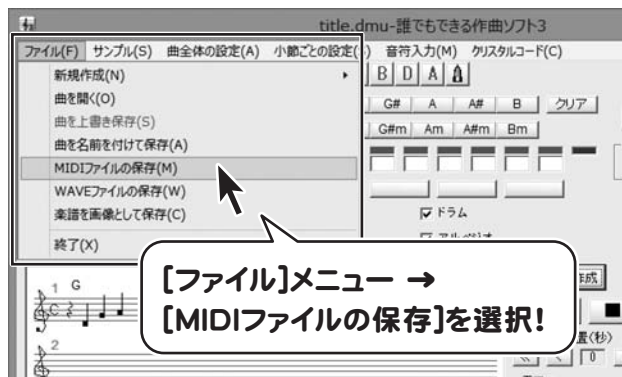 title.dmu-誰でもできる作曲ソフト3
ファイル(F) サンプル(S) 曲全体の設定(A) 小節ごとの設定( ) 音符入力(M) クリスタルコード(C)
新規作成(N)
B D A A
曲を開く(O)
G# A A# B クリア
曲を上書き保存(S)
G#m Am A#m Bm
曲を名前を付けて保存(A)
MIDIファイルの保存(M)
WAVEファイルの保存(W)
楽譜を画像として保存(C)
ドラム
終了(X)
[ファイル]メニュー →
[MIDIファイルの保存]を選択!
1 G
作成
2
置(秒)
0